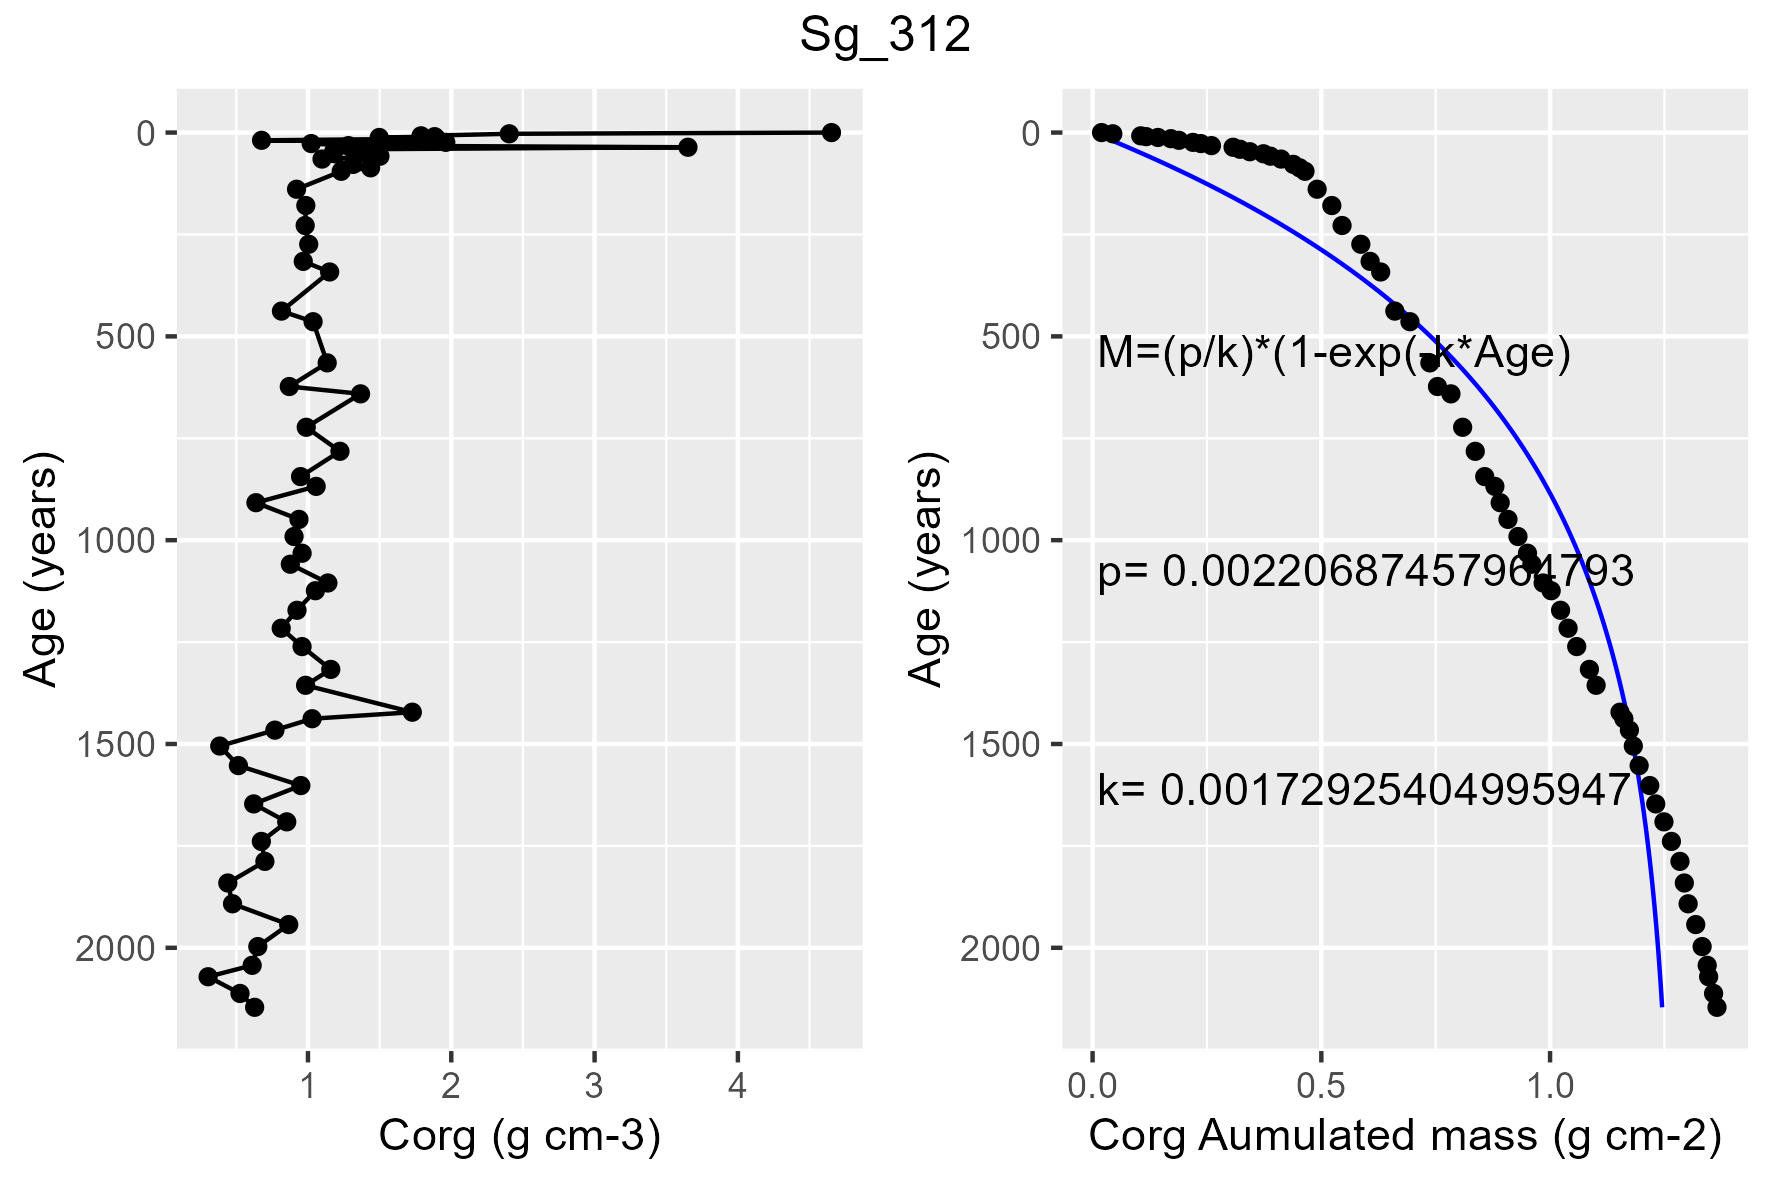 Sg_312
0
500
1000
1500
2000
Age (years)
1
2
3
4
Corg (g cm-3)
0
500
1000
1500
2000
Age (years)
M=(p/k)*(1-exp(-k*Age)
p= 0.00220687457964793
k= 0.00172925404995947
0.0
0.5
1.0
Corg Aumulated mass (g cm-2)